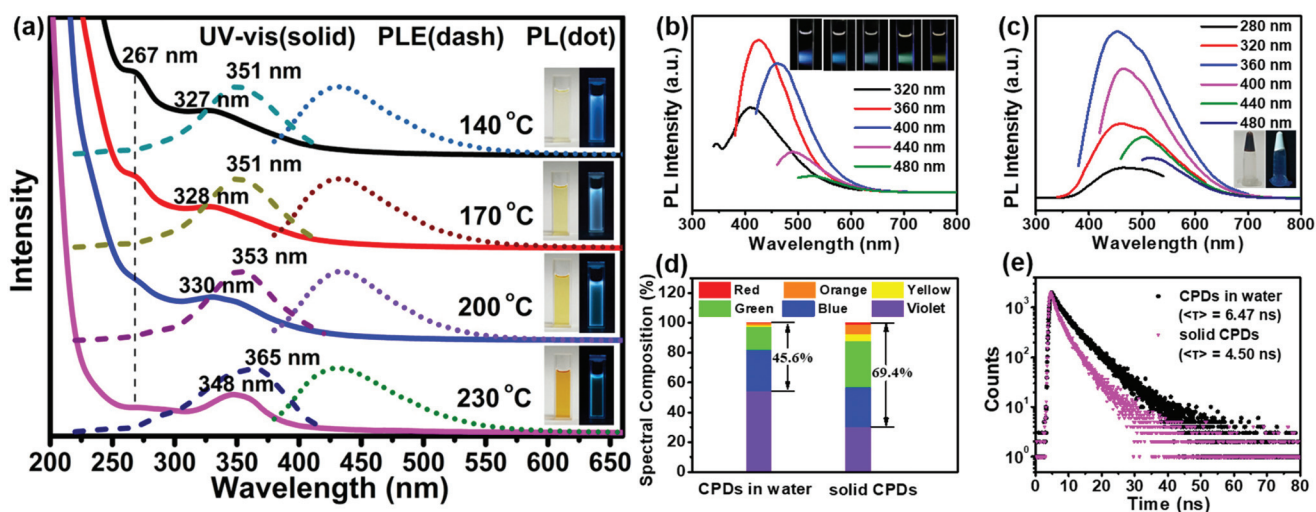 (a)
UV-vis(solid) PLE(dash) PL(dot)
267 nm
351 nm
327 nm
140 °C
351 nm
328 nm
170 °C
353 nm
330 nm
200 °C
365 nm
348 nm
230 °C
Intensity
200 250 300 350 400 450 500 550 600 650
Wavelength (nm)
(b)
PL Intensity (a.u.)
320 nm
360 nm
400 nm
440 nm
480 nm
300 400 500 600 700 800
Wavelength (nm)
(c)
PL Intensity (a.u.)
280 nm
320 nm
360 nm
400 nm
440 nm
480 nm
300 400 500 600 700 800
Wavelength (nm)
(d)
Red Orange Yellow
Green Blue Violet
Spectral Composition (%)
100
80
60
40
20
0
45.6%
69.4%
CPDs in water solid CPDs
(e)
CPDs in water
(<τ> = 6.47 ns)
solid CPDs
(<τ> = 4.50 ns)
Counts
10³
10²
10¹
10⁰
0 10 20 30 40 50 60 70 80
Time (ns)